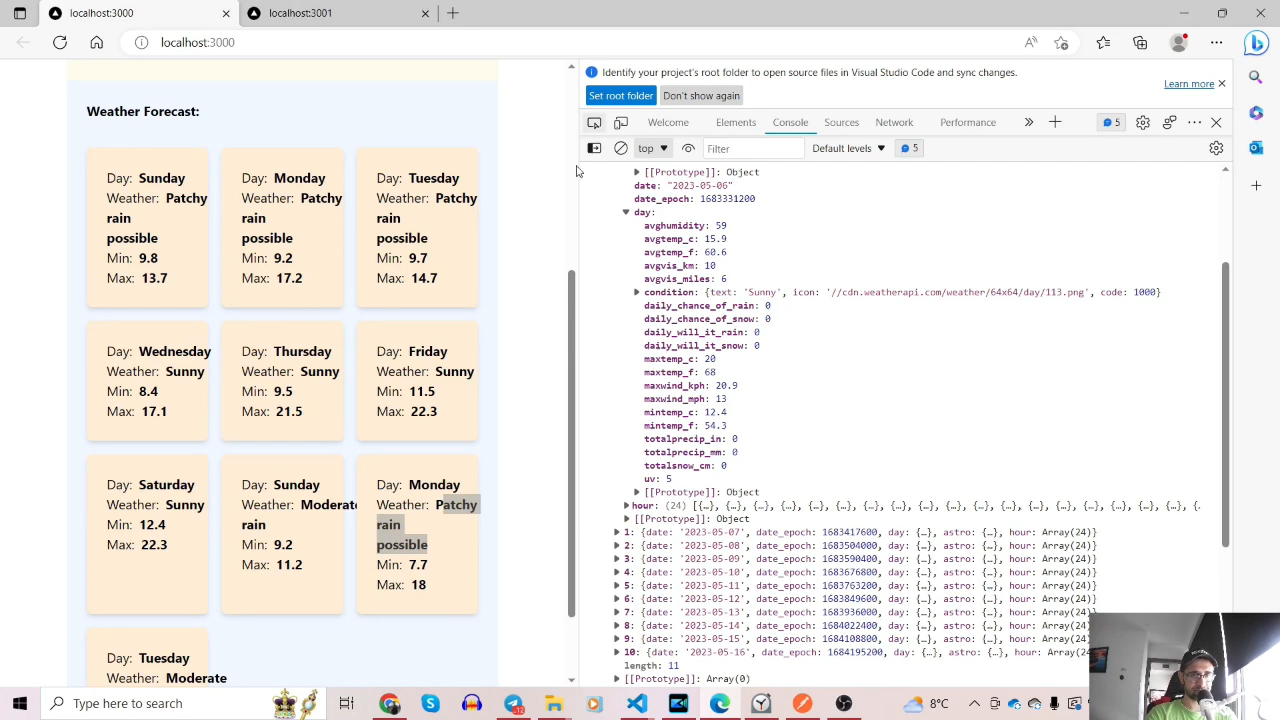 localhost:3000
localhost:3001
localhost:3000
Weather Forecast:
Day: Sunday
Weather: Patchy
rain
possible
Min: 9.8
Max: 13.7
Day: Monday
Weather: Patchy
rain
possible
Min: 9.2
Max: 17.2
Day: Tuesday
Weather: Patchy
rain
possible
Min: 9.7
Max: 14.7
Day: Wednesday
Weather: Sunny
Min: 8.4
Max: 17.1
Day: Thursday
Weather: Sunny
Min: 9.5
Max: 21.5
Day: Friday
Weather: Sunny
Min: 11.5
Max: 22.3
Day: Saturday
Weather: Sunny
Min: 12.4
Max: 22.3
Day: Sunday
Weather: Moderate
rain
Min: 9.2
Max: 11.2
Day: Monday
Weather: Patchy
rain
possible
Min: 7.7
Max: 18
Day: Tuesday
Weather: Moderate
Identify your project's root folder to open source files in Visual Studio Code and sync changes.
Learn more
Set root folder Don't show again
Welcome Elements Console Sources Network Performance 5
top Filter Default levels 5
[[Prototype]]: Object
date: "2023-05-06"
date_epoch: 1683331200
day:
avghumidity: 59
avgtemp_c: 15.9
avgtemp_f: 60.6
avgvis_km: 10
avgvis_miles: 6
condition: {text: 'Sunny', icon: '//cdn.weatherapi.com/weather/64x64/day/113.png', code: 1000}
daily_chance_of_rain: 0
daily_chance_of_snow: 0
daily_will_it_rain: 0
daily_will_it_snow: 0
maxtemp_c: 20
maxtemp_f: 68
maxwind_kph: 20.9
maxwind_mph: 13
mintemp_c: 12.4
mintemp_f: 54.3
totalprecip_in: 0
totalprecip_mm: 0
totalsnow_cm: 0
uv: 5
[[Prototype]]: Object
hour: (24) [{…}, {…}, {…}, {…}, {…}, {…}, {…}, {…}, {…}, {…}, {…}, {…}, {…}, {…}, {…}, {…}, {…}, {…}
[[Prototype]]: Object
1: {date: '2023-05-07', date_epoch: 1683417600, day: {…}, astro: {…}, hour: Array(24)}
2: {date: '2023-05-08', date_epoch: 1683504000, day: {…}, astro: {…}, hour: Array(24)}
3: {date: '2023-05-09', date_epoch: 1683590400, day: {…}, astro: {…}, hour: Array(24)}
4: {date: '2023-05-10', date_epoch: 1683676800, day: {…}, astro: {…}, hour: Array(24)}
5: {date: '2023-05-11', date_epoch: 1683763200, day: {…}, astro: {…}, hour: Array(24)}
6: {date: '2023-05-12', date_epoch: 1683849600, day: {…}, astro: {…}, hour: Array(24)}
7: {date: '2023-05-13', date_epoch: 1683936000, day: {…}, astro: {…}, hour: Array(24)}
8: {date: '2023-05-14', date_epoch: 1684022400, day: {…}, astro: {…}, hour: Array(24)
9: {date: '2023-05-15', date_epoch: 1684108800, day: {…}, astro: {…}, hour: Array(24)
10: {date: '2023-05-16', date_epoch: 1684195200, day: {…}, astro: {…}, hour: Array(24)
length: 11
[[Prototype]]: Array(0)
Type here to search
8°C